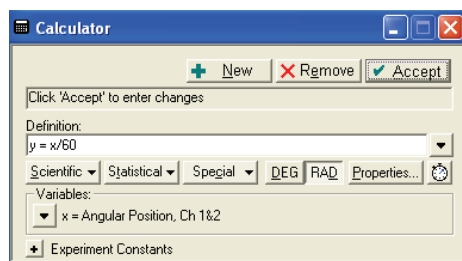 Calculator
New Remove Accept
Click 'Accept' to enter changes
Definition:
y = x/60
Scientific Statistical Special DEG RAD Properties...
Variables:
x = Angular Position, Ch 1&2
Experiment Constants